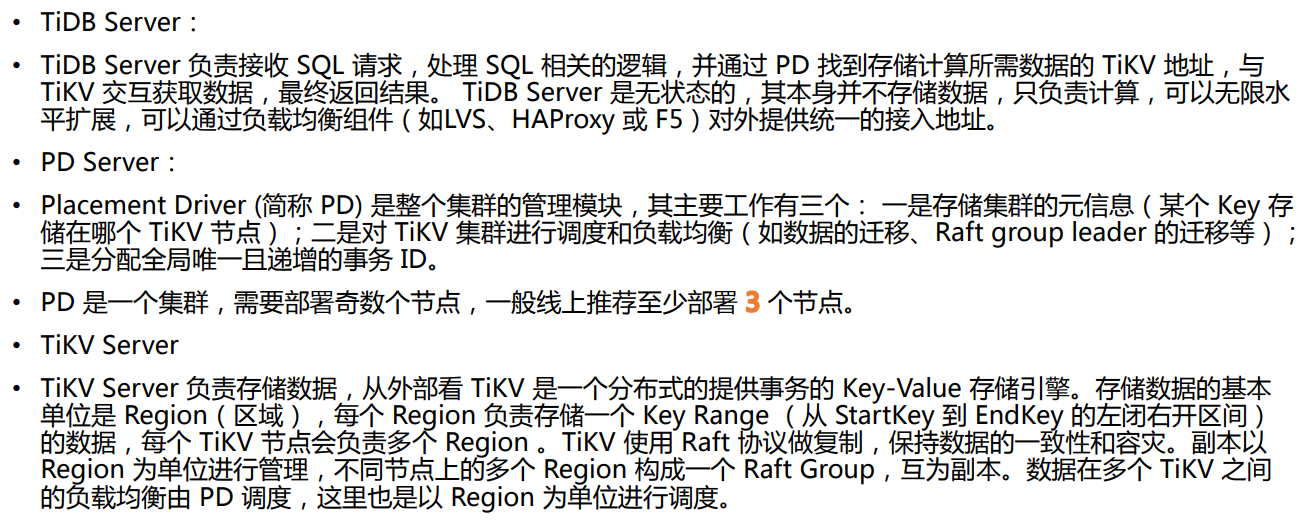 • TiDB Server：
• TiDB Server 负责接收 SQL 请求，处理 SQL 相关的逻辑，并通过 PD 找到存储计算所需数据的 TiKV 地址，与
TiKV 交互获取数据，最终返回结果。 TiDB Server 是无状态的，其本身并不存储数据，只负责计算，可以无限水
平扩展，可以通过负载均衡组件（如LVS、HAProxy 或 F5）对外提供统一的接入地址。
• PD Server：
• Placement Driver (简称 PD) 是整个集群的管理模块，其主要工作有三个： 一是存储集群的元信息（某个 Key 存
储在哪个 TiKV 节点）；二是对 TiKV 集群进行调度和负载均衡（如数据的迁移、Raft group leader 的迁移等）；
三是分配全局唯一且递增的事务 ID。
• PD 是一个集群，需要部署奇数个节点，一般线上推荐至少部署 3 个节点。
• TiKV Server
• TiKV Server 负责存储数据，从外部看 TiKV 是一个分布式的提供事务的 Key-Value 存储引擎。存储数据的基本
单位是 Region（区域），每个 Region 负责存储一个 Key Range （从 StartKey 到 EndKey 的左闭右开区间）
的数据，每个 TiKV 节点会负责多个 Region 。TiKV 使用 Raft 协议做复制，保持数据的一致性和容灾。副本以
Region 为单位进行管理，不同节点上的多个 Region 构成一个 Raft Group，互为副本。数据在多个 TiKV 之间
的负载均衡由 PD 调度，这里也是以 Region 为单位进行调度。